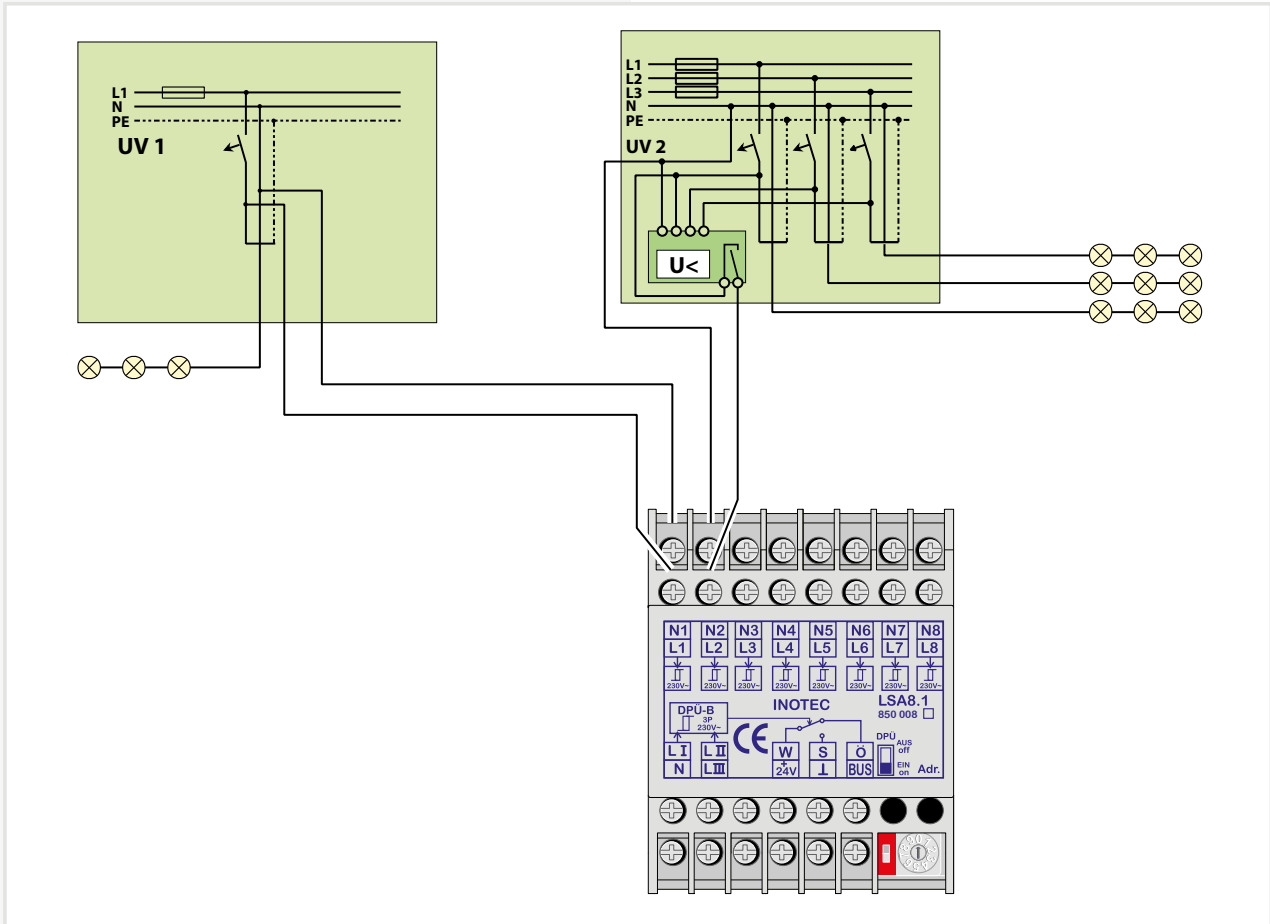 L1
N
PE
UV 1
L1
L2
L3
N
PE
UV 2
U<
N1 N2 N3 N4 N5 N6 N7 N8
L1 L2 L3 L4 L5 L6 L7 L8
230V~ 230V~ 230V~ 230V~ 230V~ 230V~ 230V~ 230V~
INOTEC
LSA8.1
850 008
DPÜ-B
3P
230V~
CE
DPÜ
AUS
off
EIN
on
Adr.
L I L II W S Ö
N L III + 24V ⊥ BUS